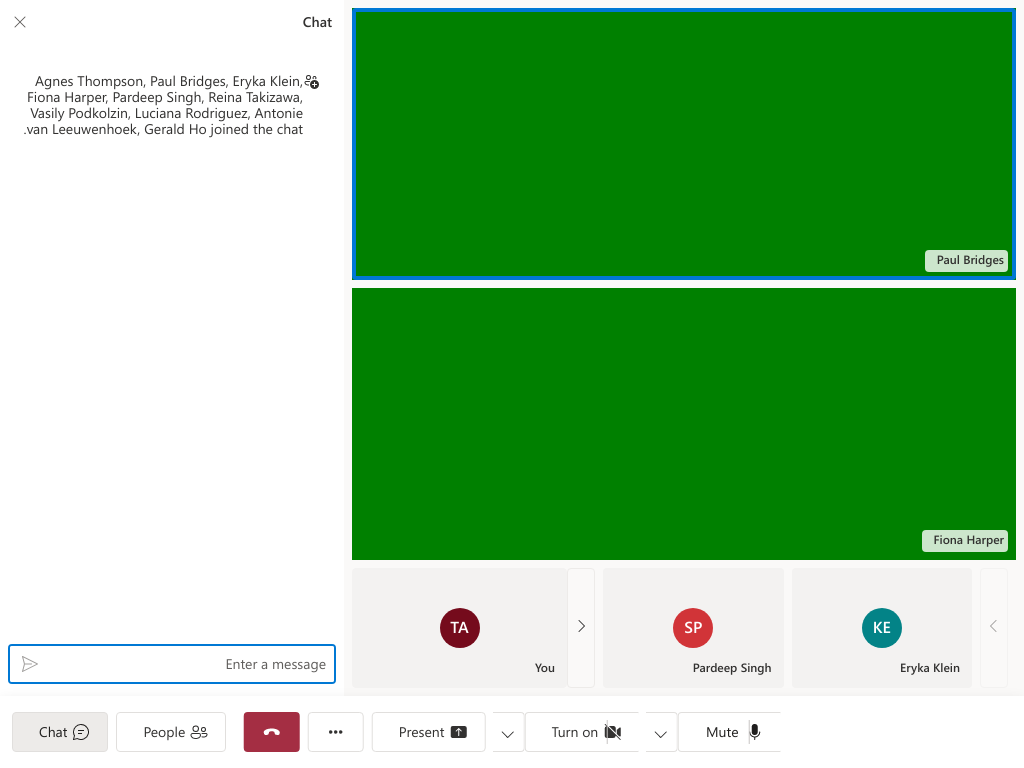 Chat
Agnes Thompson, Paul Bridges, Eryka Klein,
Fiona Harper, Pardeep Singh, Reina Takizawa,
Vasily Podkolzin, Luciana Rodriguez, Antonie
.van Leeuwenhoek, Gerald Ho joined the chat
Enter a message
Paul Bridges
Fiona Harper
TA
You
SP
Pardeep Singh
KE
Eryka Klein
Chat
People
Present
Turn on
Mute